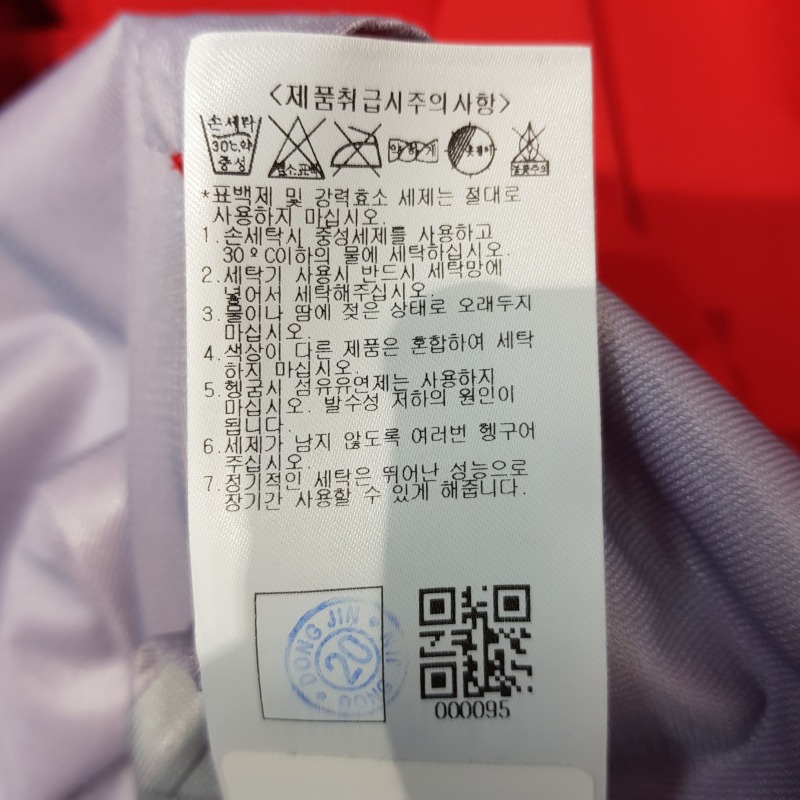 <제품취급시주의사항>
손세탁
30℃,약
중성
염소표백
약하게
옷걸이
* 표백제 및 강력효소 세제는 절대로
사용하지 마십시오.
1. 손세탁시 중성세제를 사용하고
30º C이하의 물에 세탁하십시오.
2. 세탁기 사용시 반드시 세탁망에
넣어서 세탁해주십시오.
3. 물이나 땀에 젖은 상태로 오래두지
마십시오.
4. 색상이 다른 제품은 혼합하여 세탁
하지 마십시오.
5. 헹굼시 섬유유연제는 사용하지
마십시오. 발수성 저하의 원인이
됩니다.
6. 세제가 남지 않도록 여러번 헹구어
주십시오.
7. 정기적인 세탁은 뛰어난 성능으로
장기간 사용할 수 있게 해줍니다.
DONG JIN
20
DONG
000095